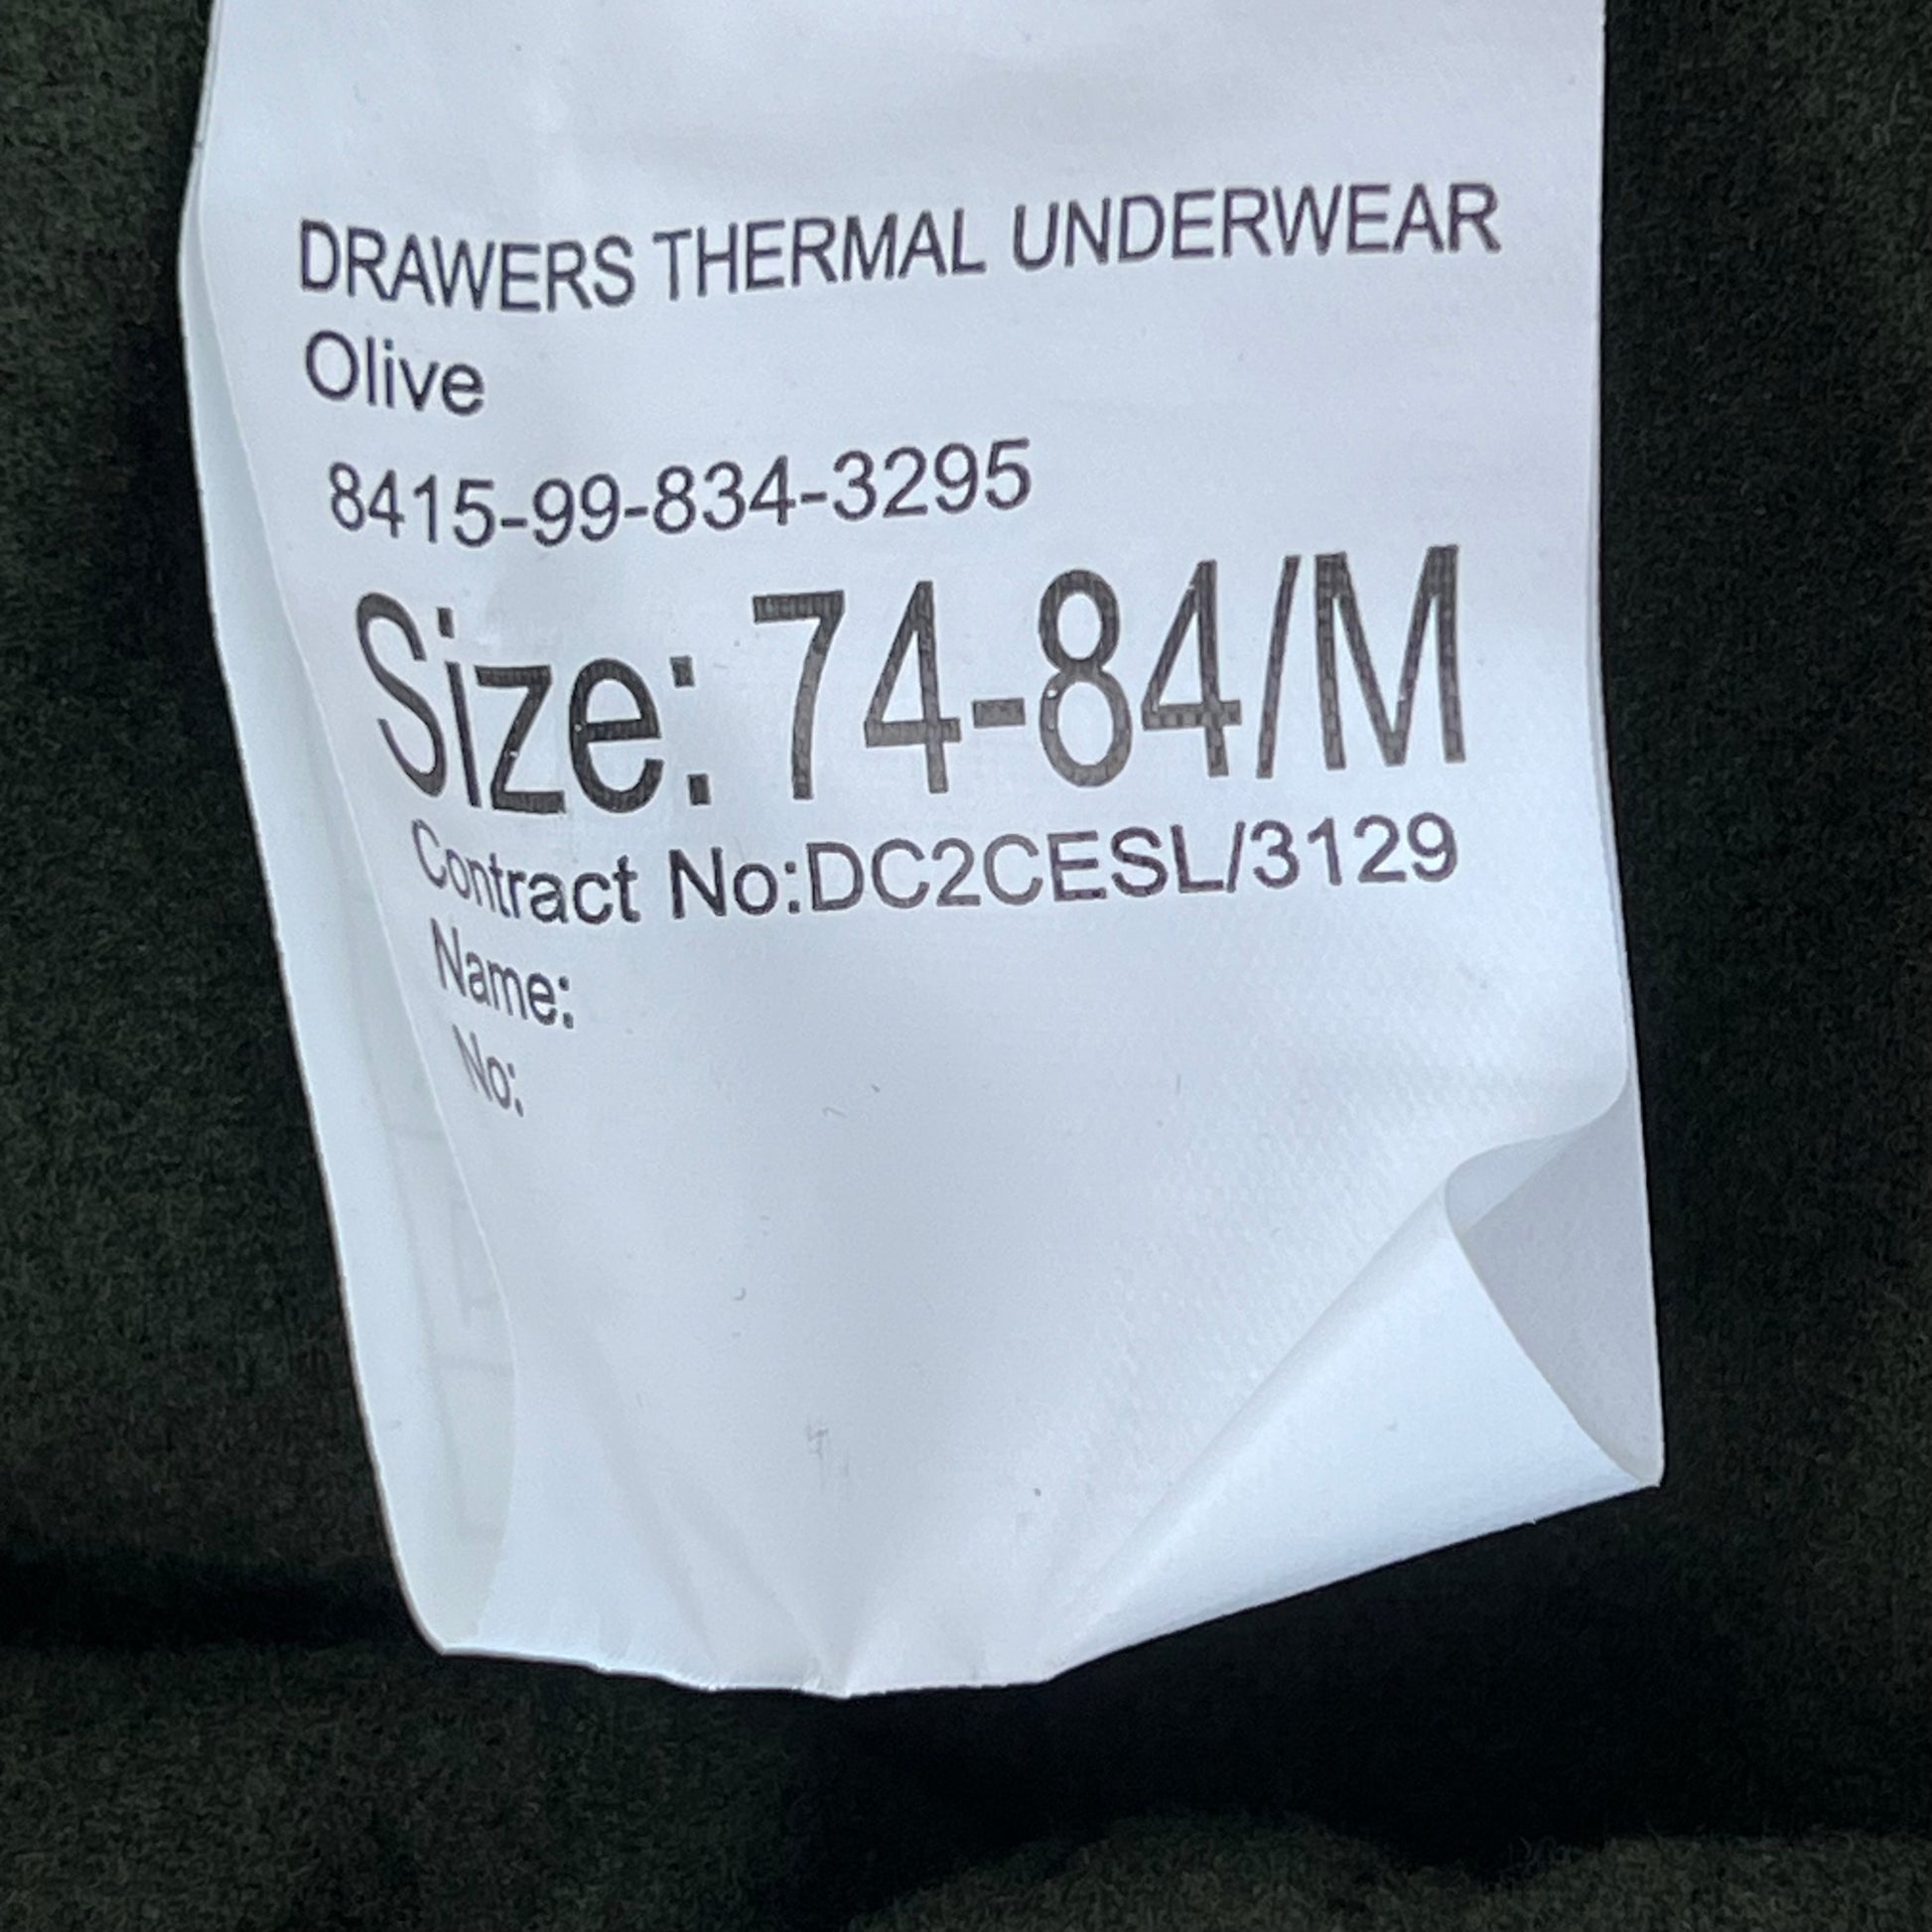 DRAWERS THERMAL UNDERWEAR
Olive
8415-99-834-3295
Size: 74-84/M
Contract No:DC2CESL/3129
Name:
No: